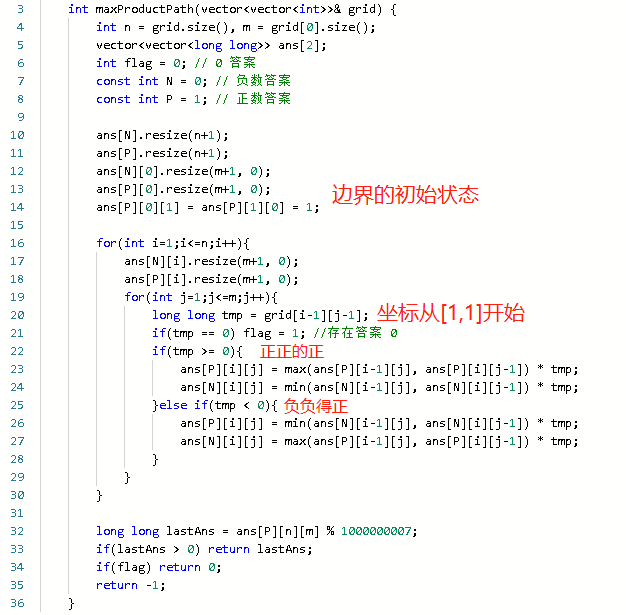 3 int maxProductPath(vector<vector<int>>& grid) {
4 int n = grid.size(), m = grid[0].size();
5 vector<vector<long long>> ans[2];
6 int flag = 0; // 0 答案
7 const int N = 0; // 负数答案
8 const int P = 1; // 正数答案
9
10 ans[N].resize(n+1);
11 ans[P].resize(n+1);
12 ans[N][0].resize(m+1, 0);
13 ans[P][0].resize(m+1, 0); 边界的初始状态
14 ans[P][0][1] = ans[P][1][0] = 1;
15
16 for(int i=1;i<=n;i++){
17 ans[N][i].resize(m+1, 0);
18 ans[P][i].resize(m+1, 0);
19 for(int j=1;j<=m;j++){
20 long long tmp = grid[i-1][j-1]; 坐标从[1,1]开始
21 if(tmp == 0) flag = 1; //存在答案 0
22 if(tmp >= 0){ 正正的正
23 ans[P][i][j] = max(ans[P][i-1][j], ans[P][i][j-1]) * tmp;
24 ans[N][i][j] = min(ans[N][i-1][j], ans[N][i][j-1]) * tmp;
25 }else if(tmp < 0){ 负负得正
26 ans[P][i][j] = min(ans[N][i-1][j], ans[N][i][j-1]) * tmp;
27 ans[N][i][j] = max(ans[P][i-1][j], ans[P][i][j-1]) * tmp;
28 }
29 }
30 }
31
32 long long lastAns = ans[P][n][m] % 1000000007;
33 if(lastAns > 0) return lastAns;
34 if(flag) return 0;
35 return -1;
36 }